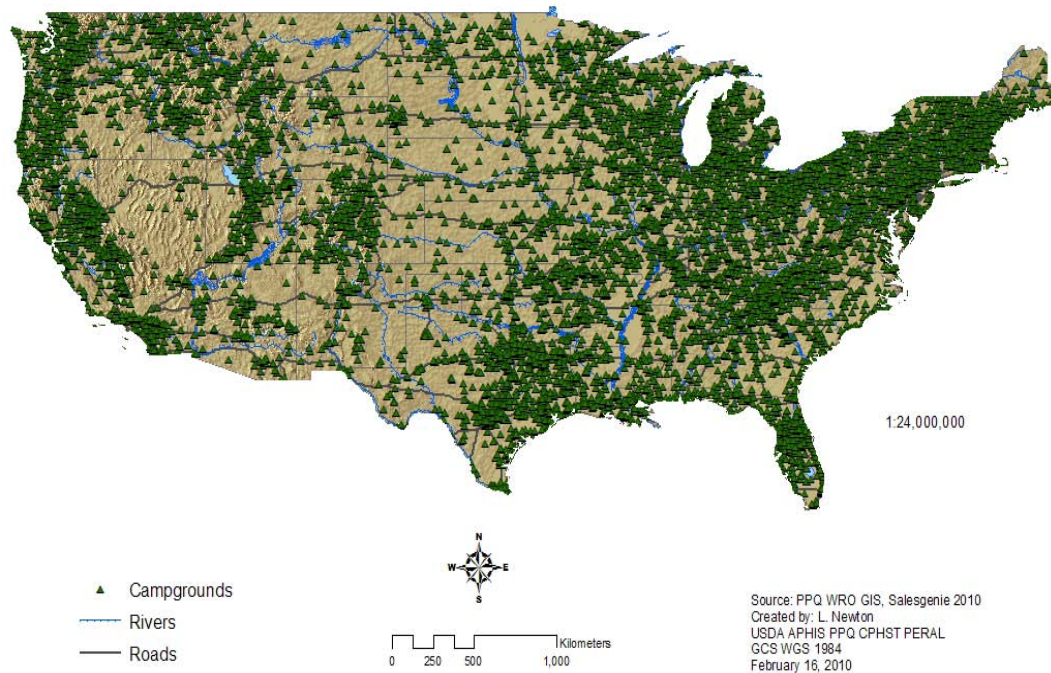 1:24,000,000
N
W E
S
Campgrounds
Rivers
Roads
Kilometers
0 250 500 1,000
Source: PPQ WRO GIS, Salesgenie 2010
Created by: L. Newton
USDA APHIS PPQ CPHST PERAL
GCS WGS 1984
February 16, 2010